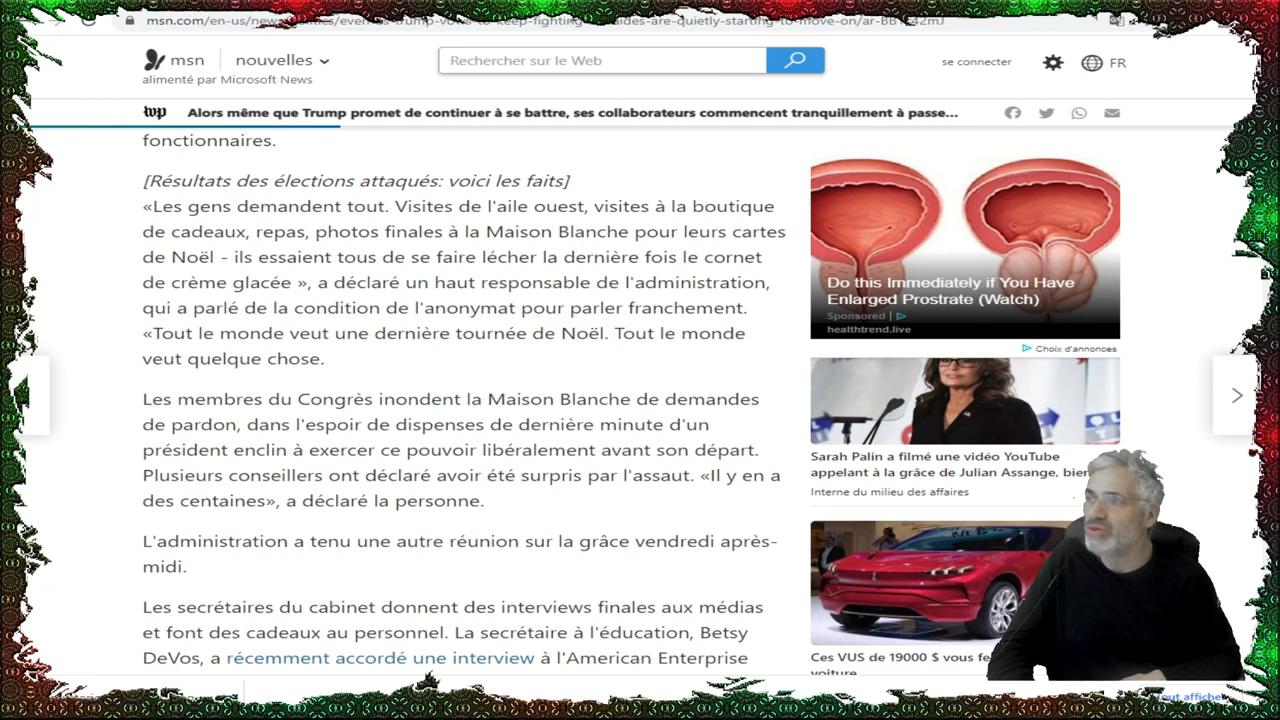 msn.com/en-us/news/politics/even-as-trump-vows-to-keep-fighting-his-aides-are-quietly-starting-to-move-on/ar-BB
msn
nouvelles
alimenté par Microsoft News
Rechercher sur le Web
se connecter
FR
wp
Alors même que Trump promet de continuer à se battre, ses collaborateurs commencent tranquillement à passe...
fonctionnaires.
[Résultats des élections attaqués: voici les faits]
«Les gens demandent tout. Visites de l'aile ouest, visites à la boutique
de cadeaux, repas, photos finales à la Maison Blanche pour leurs cartes
de Noël - ils essaient tous de se faire lécher la dernière fois le cornet
de crème glacée », a déclaré un haut responsable de l'administration,
qui a parlé de la condition de l'anonymat pour parler franchement.
«Tout le monde veut une dernière tournée de Noël. Tout le monde
veut quelque chose.
Les membres du Congrès inondent la Maison Blanche de demandes
de pardon, dans l'espoir de dispenses de dernière minute d'un
président enclin à exercer ce pouvoir libéralement avant son départ.
Plusieurs conseillers ont déclaré avoir été surpris par l'assaut. «Il y en a
des centaines», a déclaré la personne.
L'administration a tenu une autre réunion sur la grâce vendredi après-
midi.
Les secrétaires du cabinet donnent des interviews finales aux médias
et font des cadeaux au personnel. La secrétaire à l'éducation, Betsy
DeVos, a récemment accordé une interview à l'American Enterprise
Do this Immediately if You Have
Enlarged Prostrate (Watch)
Sponsored |
healthtrend.live
Choix d'annonces
Sarah Palin a filmé une vidéo YouTube
appelant à la grâce de Julian Assange, bien
Interne du milieu des affaires
Ces VUS de 19000 $ vous
voiture
tout affiche